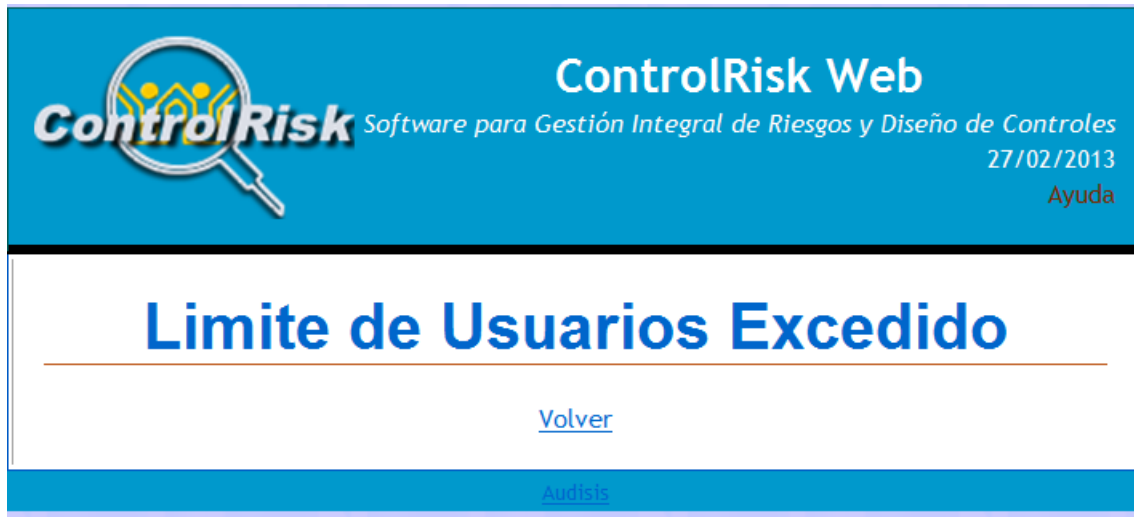 ControlRisk
ControlRisk Web
Software para Gestión Integral de Riesgos y Diseño de Controles
27/02/2013
Ayuda
Limite de Usuarios Excedido
Volver
Audisis